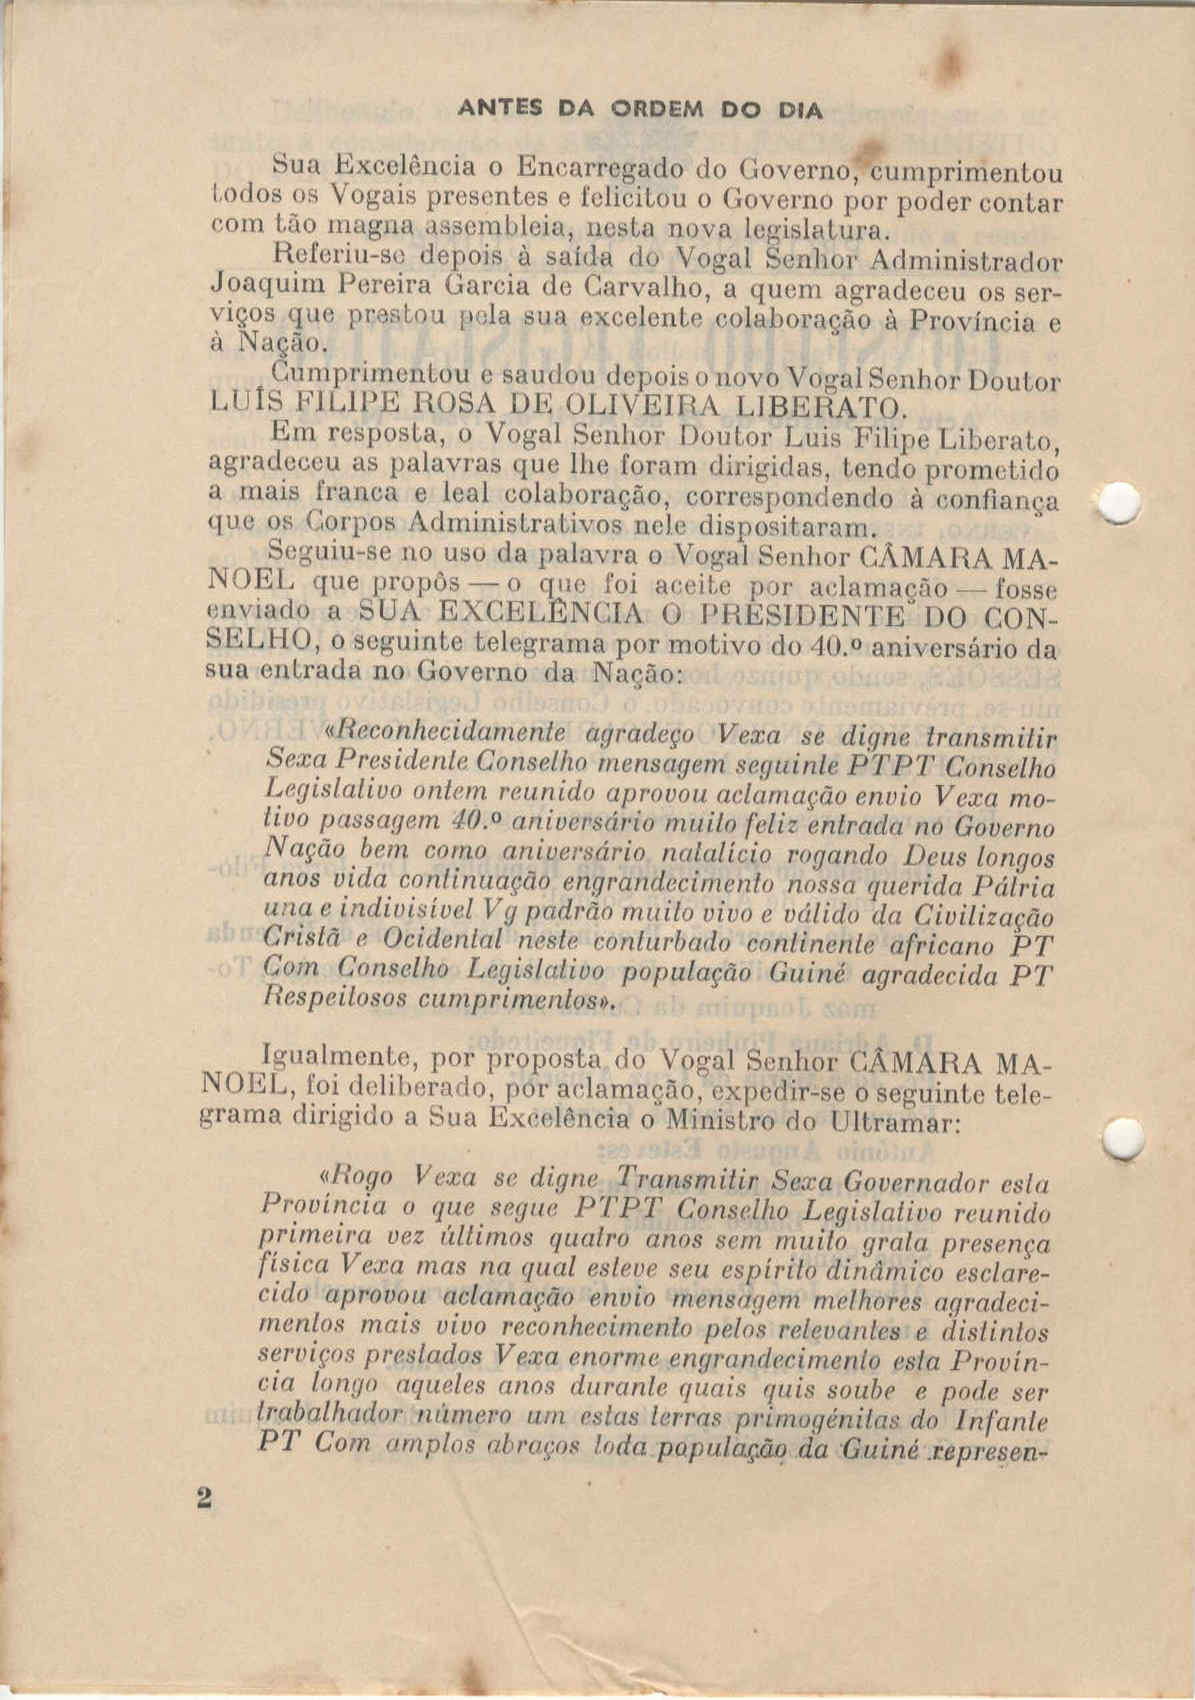 ANTES DA ORDEM DO DIA
Sua Excelência o Encarregado do Governo, cumprimentou
todos os Vogais presentes e felicitou o Governo por poder contar
com tão magna assembleia, nesta nova legislatura.
Referiu-se depois à saída do Vogal Senhor Administrador
Joaquim Pereira Garcia de Carvalho, a quem agradeceu os ser-
viços que prestou pela sua excelente colaboração à Província e
à Nação.
Cumprimentou e saudou depois o novo Vogal Senhor Doutor
LUÍS FILIPE ROSA DE OLIVEIRA LIBERATO.
Em resposta, o Vogal Senhor Doutor Luis Filipe Liberato,
agradeceu as palavras que lhe foram dirigidas, tendo prometido
a mais franca e leal colaboração, correspondendo à confiança
que os Corpos Administrativos nele dispositaram.
Seguiu-se no uso da palavra o Vogal Senhor CÂMARA MA-
NOEL que propôs — o que foi aceite por aclamação — fosse
enviado a SUA EXCELÊNCIA O PRESIDENTE DO CON-
SELHO, o seguinte telegrama por motivo do 40.º aniversário da
sua entrada no Governo da Nação:
«Reconhecidamente agradeço Vexa se digne transmitir
Sexa Presidente Conselho mensagem seguinte PTPT Conselho
Legislativo ontem reunido aprovou aclamação envio Vexa mo-
tivo passagem 40.º aniversário muito feliz entrada no Governo
Nação bem como aniversário natalício rogando Deus longos
anos vida continuação engrandecimento nossa querida Pátria
una e indivisível Vg padrão muito vivo e válido da Civilização
Cristã e Ocidental neste conturbado continente africano PT
Com Conselho Legislativo população Guiné agradecida PT
Respeitosos cumprimentos».
Igualmente, por proposta do Vogal Senhor CÂMARA MA-
NOEL, foi deliberado, por aclamação, expedir-se o seguinte tele-
grama dirigido a Sua Excelência o Ministro do Ultramar:
«Rogo Vexa se digne Transmitir Sexa Governador esta
Província o que segue PTPT Conselho Legislativo reunido
primeira vez últimos quatro anos sem muito grata presença
física Vexa mas na qual esteve seu espírito dinâmico esclare-
cido aprovou aclamação envio mensagem melhores agradeci-
mentos mais vivo reconhecimento pelos relevantes e distintos
serviços prestados Vexa enorme engrandecimento esta Provín-
cia longo aqueles anos durante quais quis soube e pode ser
trabalhador número um estas terras primogénitas do Infante
PT Com amplos abraços toda população da Guiné represen-
2